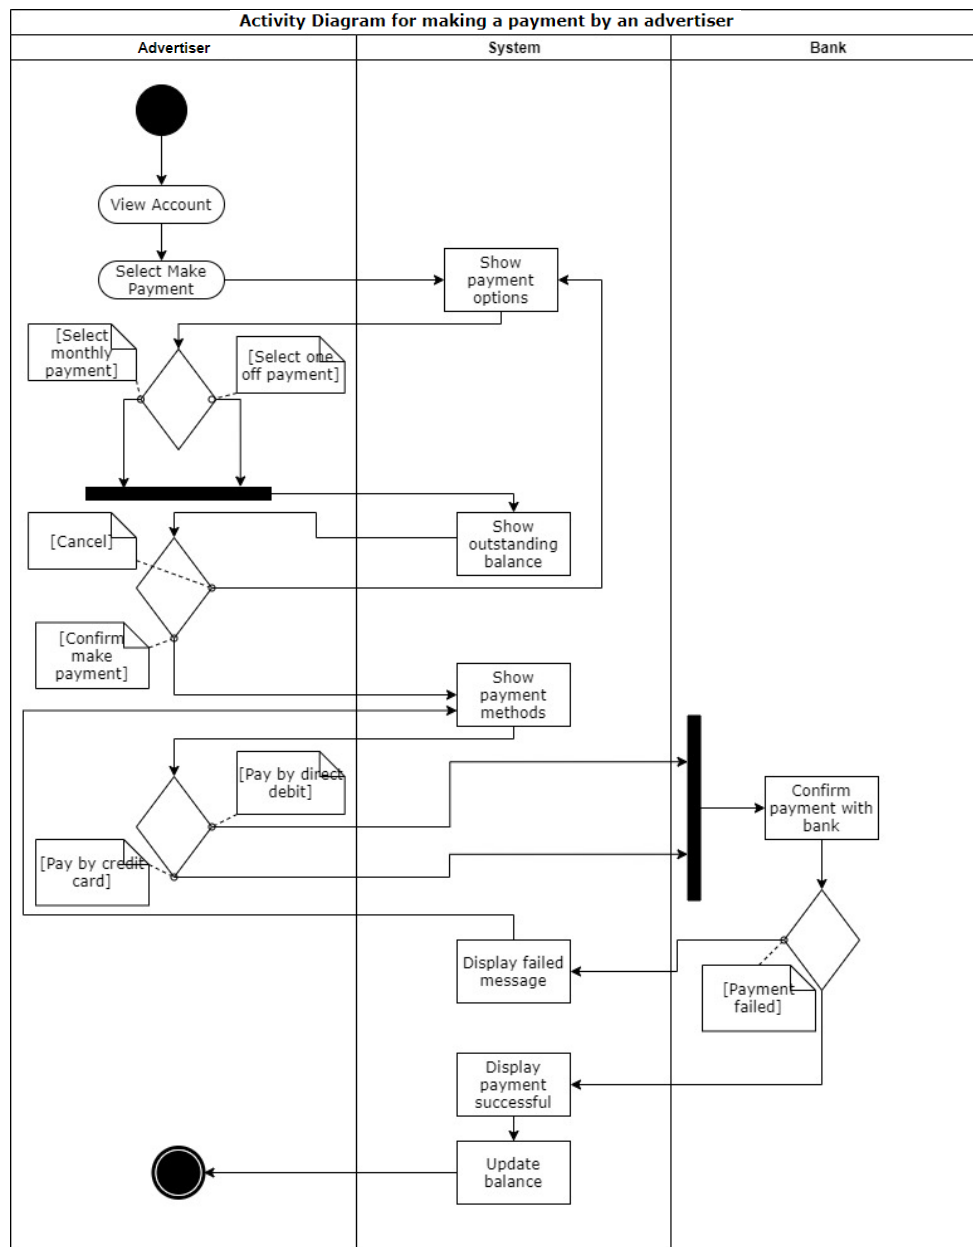 Activity Diagram for making a payment by an advertiser
Advertiser
System
Bank
View Account
Select Make
Payment
Show
payment
options
[Select
monthly
payment]
[Select one
off payment]
[Cancel]
Show
outstanding
balance
[Confirm
make
payment]
Show
payment
methods
[Pay by direct
debit]
Confirm
payment with
bank
[Pay by credit
card]
Display failed
message
[Payment
failed]
Display
payment
successful
Update
balance